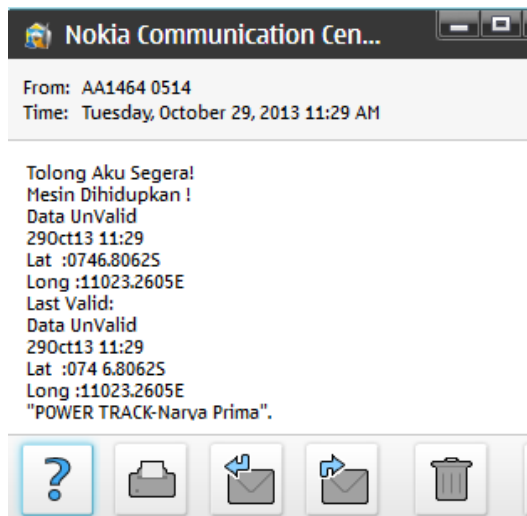 Nokia Communication Cen...
From: AA1464 0514
Time: Tuesday, October 29, 2013 11:29 AM
Tolong Aku Segera!
Mesin Dihidupkan !
Data UnValid
29Oct13 11:29
Lat :0746.8062S
Long :11023.2605E
Last Valid:
Data UnValid
29Oct13 11:29
Lat :074 6.8062S
Long :11023.2605E
"POWER TRACK-Narva Prima".